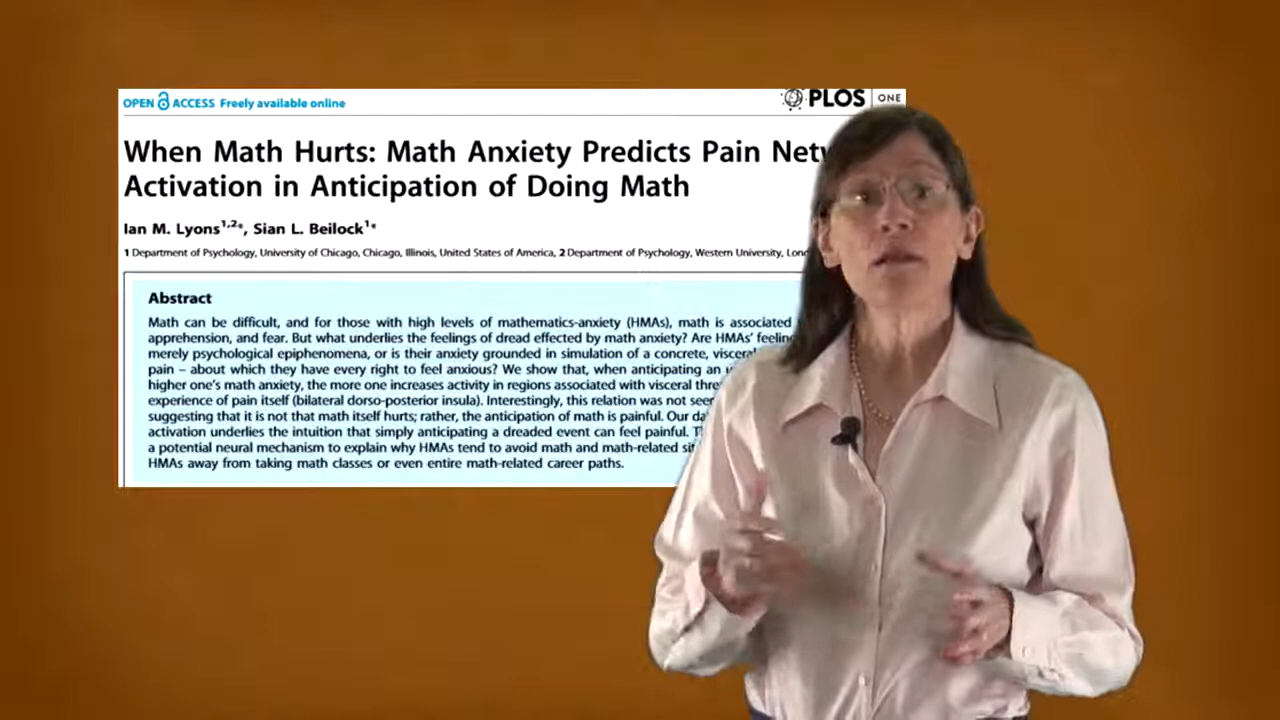 OPEN ACCESS Freely available online
PLOS ONE
When Math Hurts: Math Anxiety Predicts Pain
Activation in Anticipation of Doing Math
Ian M. Lyons1,2*, Sian L. Beilock1*
1 Department of Psychology, University of Chicago, Chicago, Illinois, United States of America, 2 Department of Psychology, Western University,
Abstract
Math can be difficult, and for those with high levels of mathematics-anxiety (HMAs), math is associated
apprehension, and fear. But what underlies the feelings of dread effected by math anxiety? Are HMAs'
merely psychological epiphenomena, or is their anxiety grounded in simulation of a concrete,
pain – about which they have every right to feel anxious? We show that, when anticipating an
higher one's math anxiety, the more one increases activity in regions associated with visceral
experience of pain itself (bilateral dorso-posterior insula). Interestingly, this relation was not
suggesting that it is not that math itself hurts; rather, the anticipation of math is painful. Our
activation underlies the intuition that simply anticipating a dreaded event can feel painful.
a potential neural mechanism to explain why HMAs tend to avoid math and math-related
HMAs away from taking math classes or even entire math-related career paths.